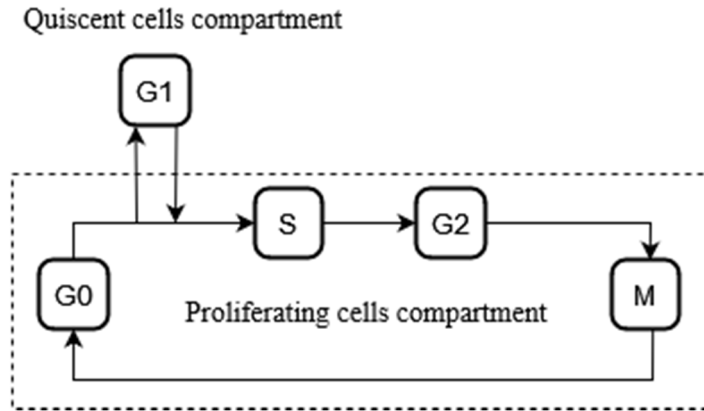 Quiscent cells compartment
G1
S
G2
G0
M
Proliferating cells compartment